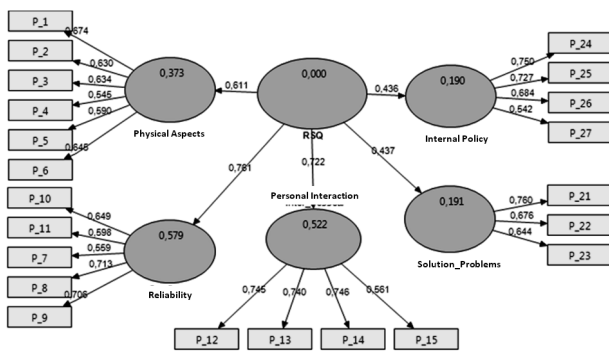 P_1
P_2
P_3
P_4
P_5
P_6
0,674
0,630
0,634
0,545
0,590
0,646
0,373
Physical Aspects
0,611
0,000
RSQ
0,436
0,190
Internal Policy
0,750
0,727
0,684
0,542
P_24
P_25
P_26
P_27
0,761
0,722
0,437
P_10
P_11
P_7
P_8
P_9
0,649
0,598
0,559
0,713
0,706
0,579
Reliability
Personal Interaction
0,522
0,745
0,740
0,746
0,561
P_12
P_13
P_14
P_15
0,191
Solution_Problems
0,760
0,676
0,644
P_21
P_22
P_23